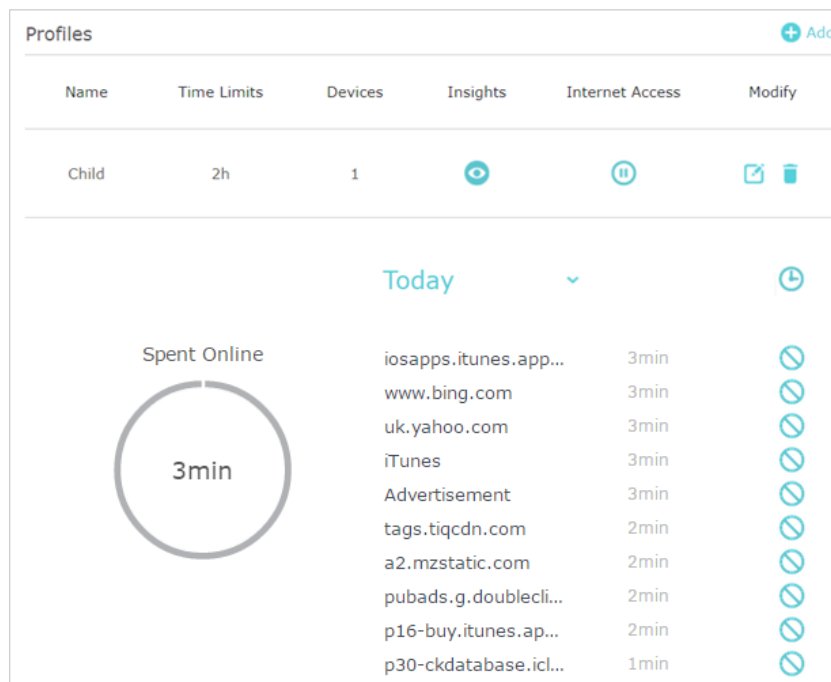 Profiles
Add
Name Time Limits Devices Insights Internet Access Modify
Child 2h 1
Today
Spent Online
3min
iosapps.itunes.app... 3min
www.bing.com 3min
uk.yahoo.com 3min
iTunes 3min
Advertisement 3min
tags.tiqcdn.com 2min
a2.mzstatic.com 2min
pubads.g.doublecli... 2min
p16-buy.itunes.ap... 2min
p30-ckdatabase.icl... 1min